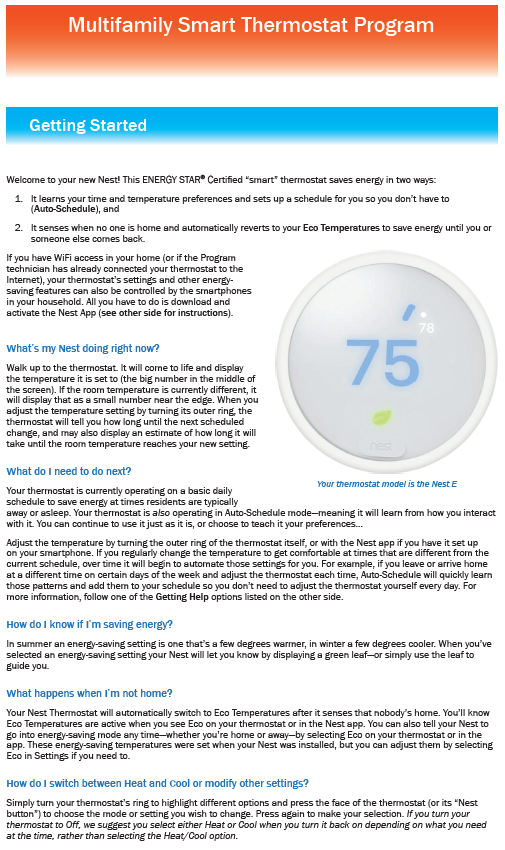 Multifamily Smart Thermostat Program
Getting Started
Welcome to your new Nest! This ENERGY STAR® Certified “smart” thermostat saves energy in two ways:
1. It learns your time and temperature preferences and sets up a schedule for you so you don’t have to
(Auto-Schedule), and
2. It senses when no one is home and automatically reverts to your Eco Temperatures to save energy until you or
someone else comes back.
If you have WiFi access in your home (or if the Program
technician has already connected your thermostat to the
Internet), your thermostat’s settings and other energy-
saving features can also be controlled by the smartphones
in your household. All you have to do is download and
activate the Nest App (see other side for instructions).
What’s my Nest doing right now?
Walk up to the thermostat. It will come to life and display
the temperature it is set to (the big number in the middle of
the screen). If the room temperature is currently different, it
will display that as a small number near the edge. When you
adjust the temperature setting by turning its outer ring, the
thermostat will tell you how long until the next scheduled
change, and may also display an estimate of how long it will
take until the room temperature reaches your new setting.
78
75
nest
Your thermostat model is the Nest E
What do I need to do next?
Your thermostat is currently operating on a basic daily
schedule to save energy at times residents are typically
away or asleep. Your thermostat is also operating in Auto-Schedule mode—meaning it will learn from how you interact
with it. You can continue to use it just as it is, or choose to teach it your preferences...
Adjust the temperature by turning the outer ring of the thermostat itself, or with the Nest app if you have it set up
on your smartphone. If you regularly change the temperature to get comfortable at times that are different from the
current schedule, over time it will begin to automate those settings for you. For example, if you leave or arrive home
at a different time on certain days of the week and adjust the thermostat each time, Auto-Schedule will quickly learn
those patterns and add them to your schedule so you don’t need to adjust the thermostat yourself every day. For
more information, follow one of the Getting Help options listed on the other side.
How do I know if I’m saving energy?
In summer an energy-saving setting is one that’s a few degrees warmer, in winter a few degrees cooler. When you’ve
selected an energy-saving setting your Nest will let you know by displaying a green leaf—or simply use the leaf to
guide you.
What happens when I’m not home?
Your Nest Thermostat will automatically switch to Eco Temperatures after it senses that nobody’s home. You’ll know
Eco Temperatures are active when you see Eco on your thermostat or in the Nest app. You can also tell your Nest to
go into energy-saving mode any time—whether you’re home or away—by selecting Eco on your thermostat or in the
app. These energy-saving temperatures were set when your Nest was installed, but you can adjust them by selecting
Eco in Settings if you need to.
How do I switch between Heat and Cool or modify other settings?
Simply turn your thermostat’s ring to highlight different options and press the face of the thermostat (or its “Nest
button”) to choose the mode or setting you wish to change. Press again to make your selection. If you turn your
thermostat to Off, we suggest you select either Heat or Cool when you turn it back on depending on what you need
at the time, rather than selecting the Heat/Cool option.